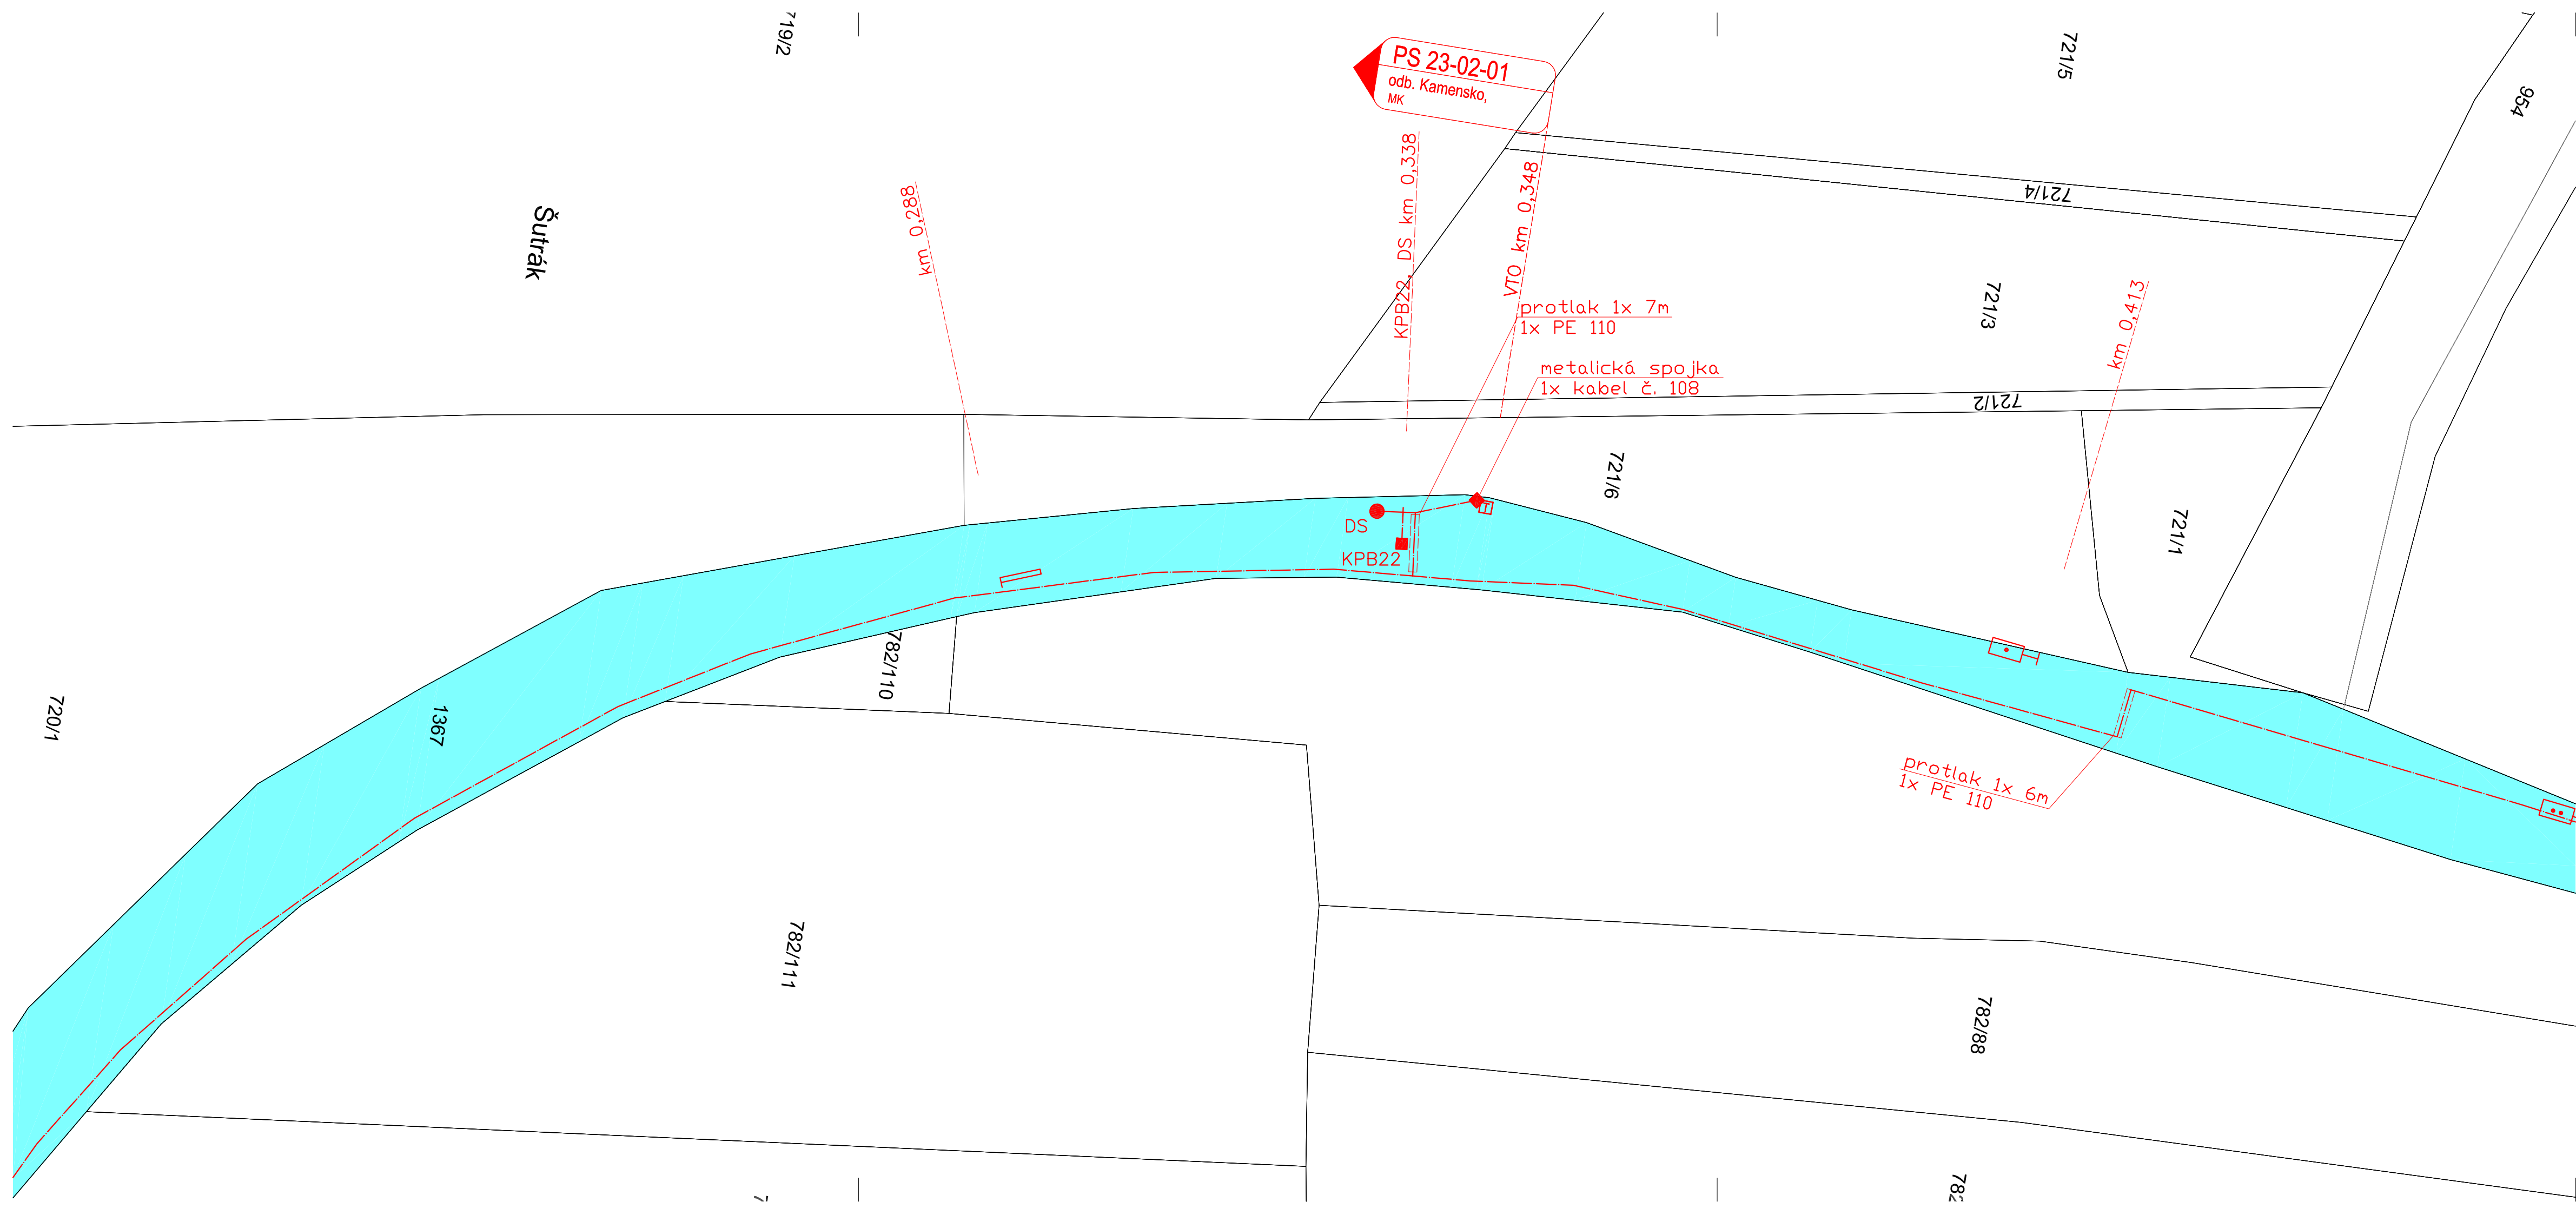 719/2
PS 23-02-01
odb. Kamensko,
MK
721/5
954
KPB22, DS km 0,338
VTO km 0,348
721/4
km 0,288
Šutrák
protlak 1x 7m
1x PE 110
721/3
km 0,413
metalická spojka
1x kabel č. 108
721/2
721/6
721/1
DS
KPB22
T
782/110
720/1
1367
protlak 1x 6m
1x PE 110
782/111
782/88
782